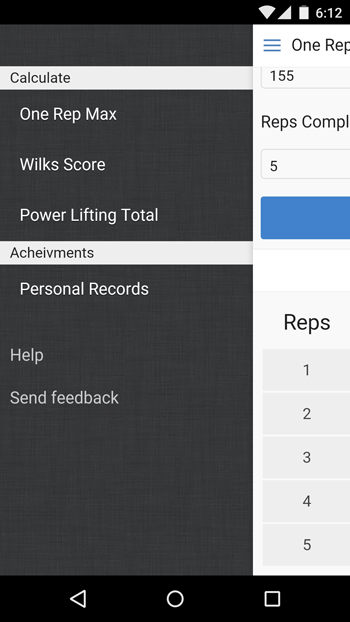 6:12
One Rep
Calculate
155
One Rep Max
Reps Compl
Wilks Score
5
Power Lifting Total
Acheivments
Personal Records
Reps
Help
1
Send feedback
2
3
4
5